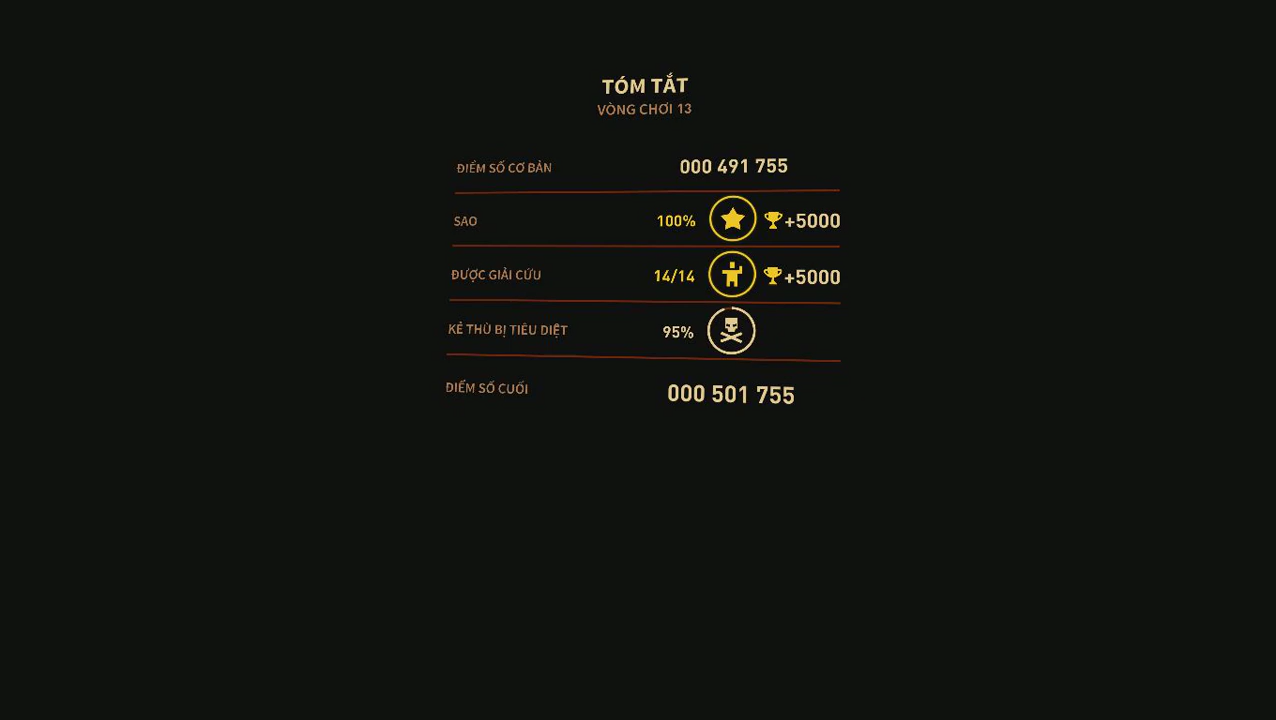 TÓM TẮT
VÒNG CHƠI 13
ĐIỂM SỐ CƠ BẢN 000 491 755
SAO 100% +5000
ĐƯỢC GIẢI CỨU 14/14 +5000
KẺ THÙ BỊ TIÊU DIỆT 95%
ĐIỂM SỐ CUỐI 000 501 755